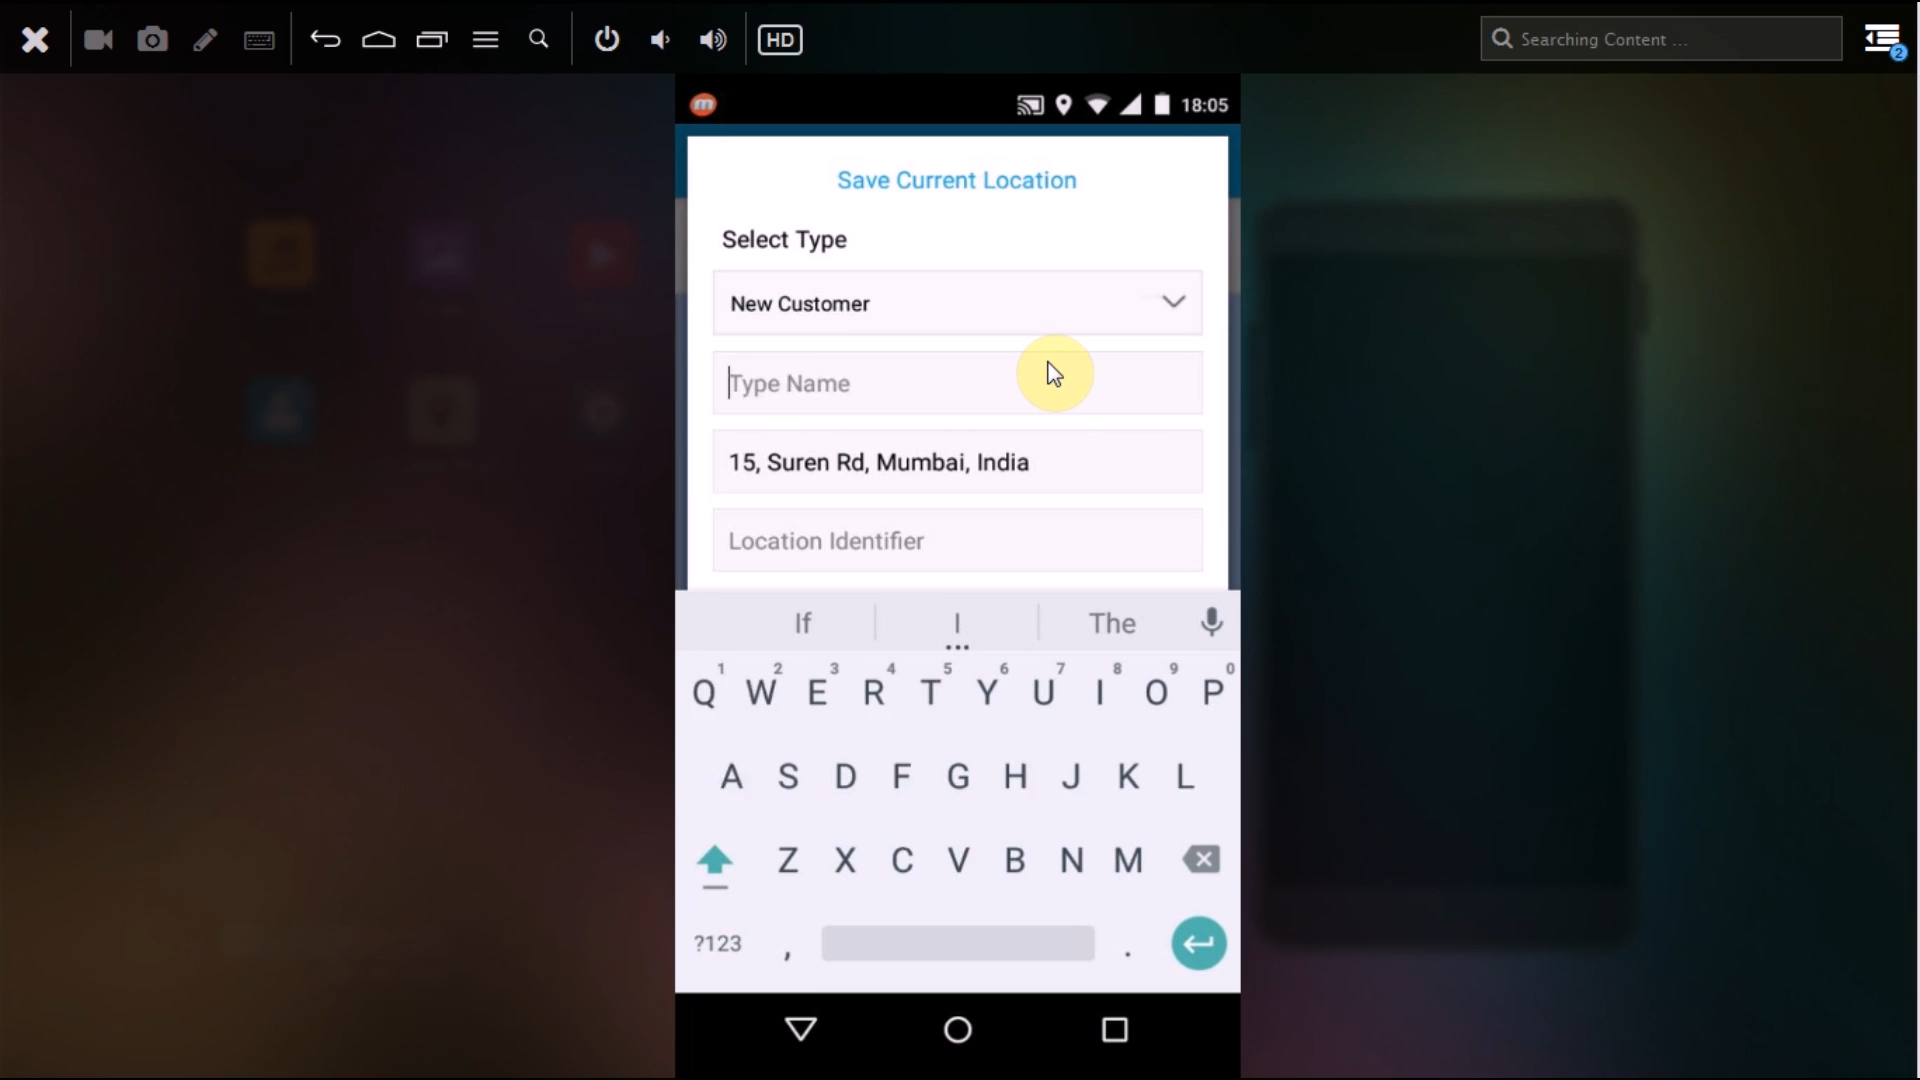 HD
Searching Content ...
2
m
18:05
Save Current Location
Select Type
New Customer
Type Name
15, Suren Rd, Mumbai, India
Location Identifier
If I The
1 2 3 4 5 6 7 8 9 0
Q W E R T Y U I O P
A S D F G H J K L
Z X C V B N M
?123 , .